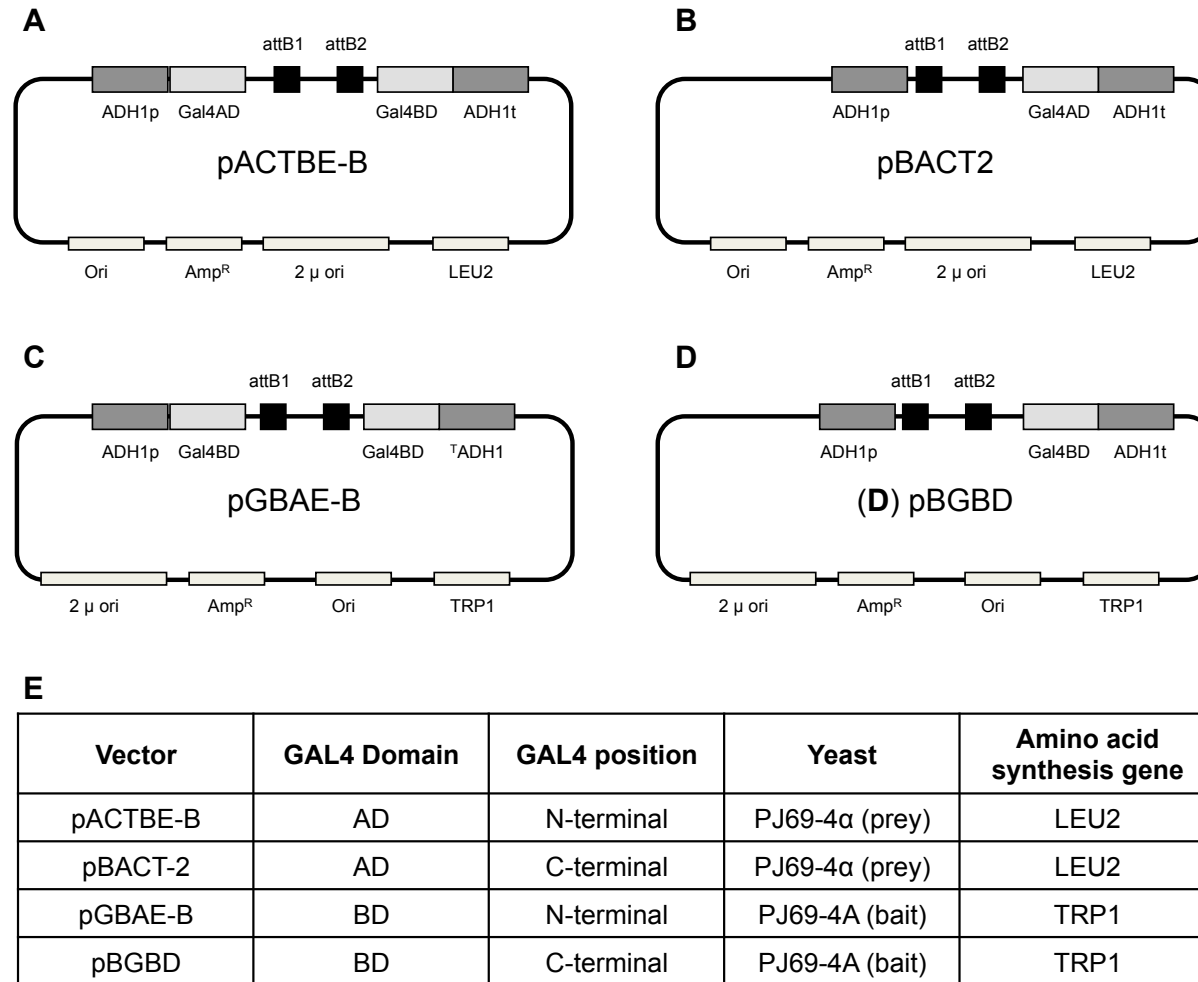 A
attB1 attB2
ADH1p Gal4AD Gal4BD ADH1t
pACTBE-B
Ori Ampᴿ 2 µ ori LEU2
B
attB1 attB2
ADH1p Gal4AD ADH1t
pBACT2
Ori Ampᴿ 2 µ ori LEU2
C
attB1 attB2
ADH1p Gal4BD Gal4BD ᵀADH1
pGBAE-B
2 µ ori Ampᴿ Ori TRP1
D
attB1 attB2
ADH1p Gal4BD ADH1t
(D) pBGBD
2 µ ori Ampᴿ Ori TRP1
E
Vector GAL4 Domain GAL4 position Yeast Amino acid
synthesis gene
pACTBE-B AD N-terminal PJ69-4α (prey) LEU2
pBACT-2 AD C-terminal PJ69-4α (prey) LEU2
pGBAE-B BD N-terminal PJ69-4A (bait) TRP1
pBGBD BD C-terminal PJ69-4A (bait) TRP1